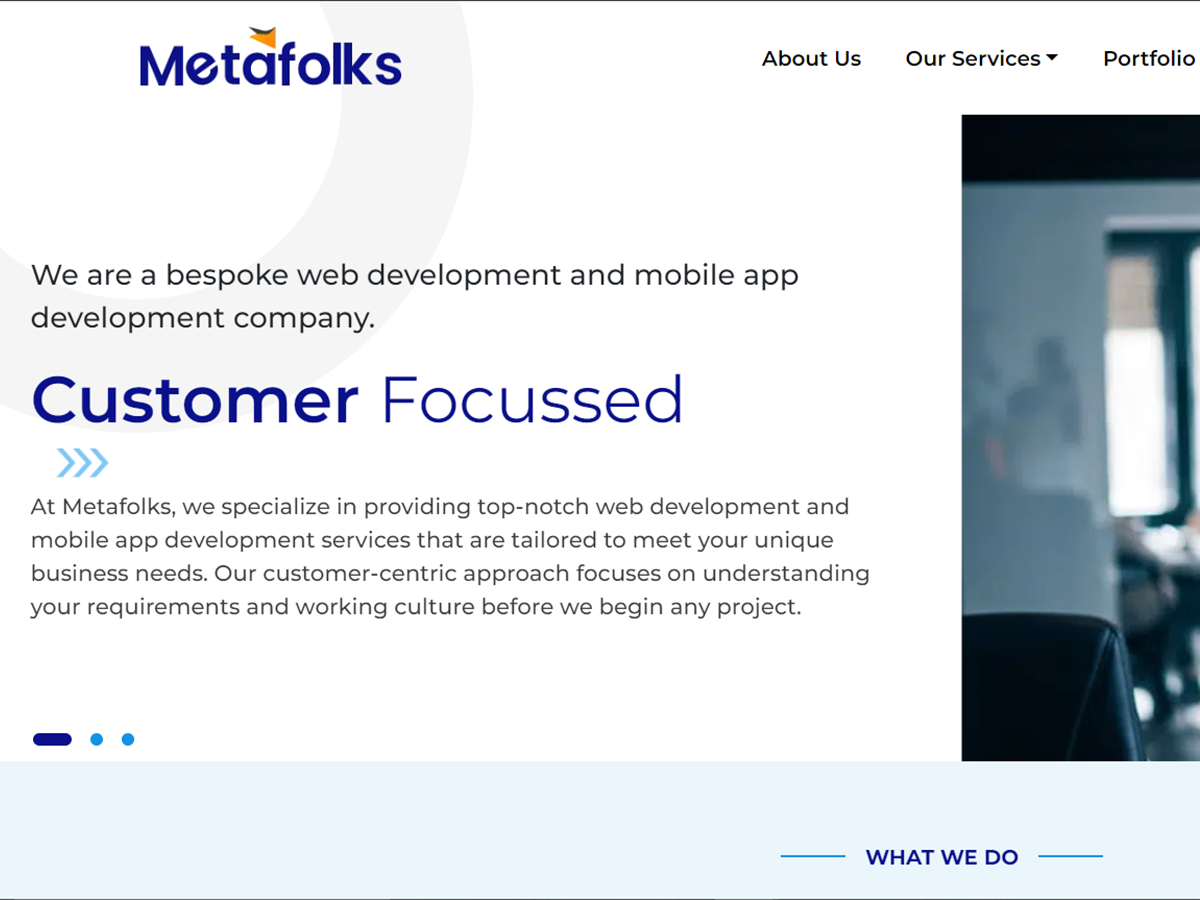 Metafolks
About Us
Our Services
Portfolio
We are a bespoke web development and mobile app
development company.
Customer Focussed
At Metafolks, we specialize in providing top-notch web development and
mobile app development services that are tailored to meet your unique
business needs. Our customer-centric approach focuses on understanding
your requirements and working culture before we begin any project.
WHAT WE DO